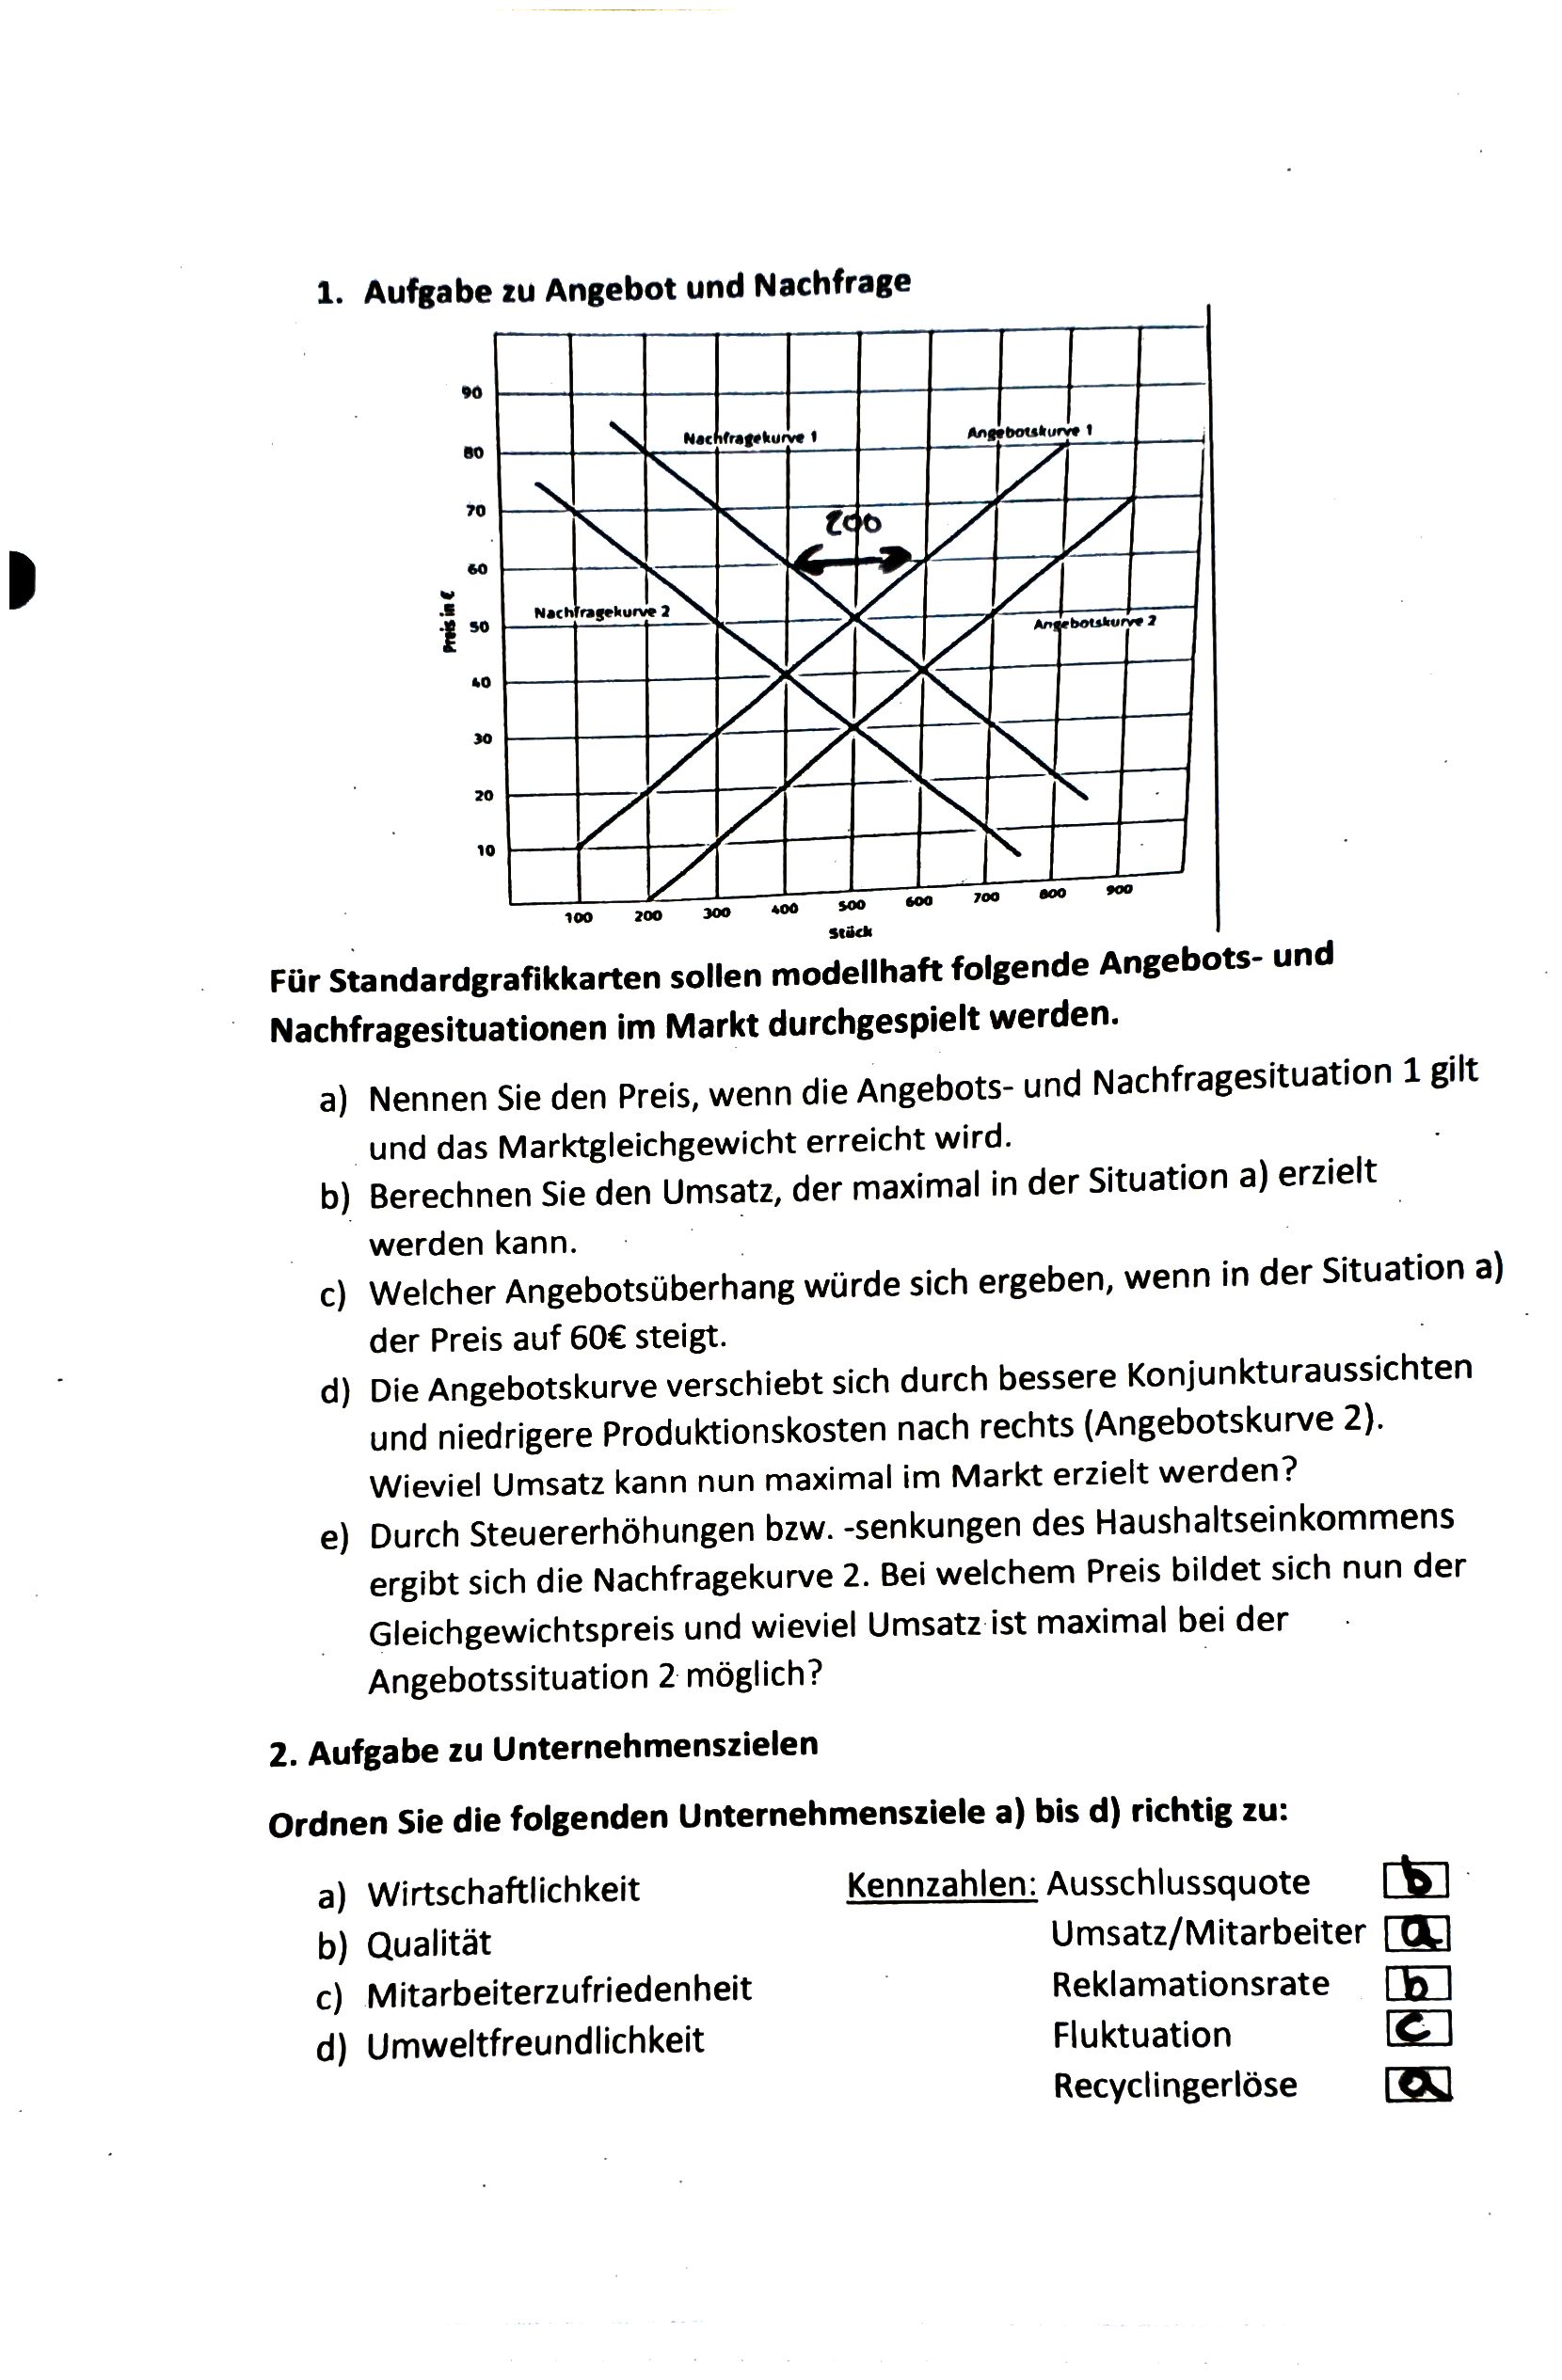 1. Aufgabe zu Angebot und Nachfrage
90
80
70
60
50
40
30
20
10
Preis in €
Nachfragekurve 1
Angebotskurve 1
200
Nachfragekurve 2
Angebotskurve 2
100 200 300 400 500 600 700 800 900
Stück
Für Standardgrafikkarten sollen modellhaft folgende Angebots- und
Nachfragesituationen im Markt durchgespielt werden.
a) Nennen Sie den Preis, wenn die Angebots- und Nachfragesituation 1 gilt
und das Marktgleichgewicht erreicht wird.
b) Berechnen Sie den Umsatz, der maximal in der Situation a) erzielt
werden kann.
c) Welcher Angebotsüberhang würde sich ergeben, wenn in der Situation a)
der Preis auf 60€ steigt.
d) Die Angebotskurve verschiebt sich durch bessere Konjunkturaussichten
und niedrigere Produktionskosten nach rechts (Angebotskurve 2).
Wieviel Umsatz kann nun maximal im Markt erzielt werden?
e) Durch Steuererhöhungen bzw. -senkungen des Haushaltseinkommens
ergibt sich die Nachfragekurve 2. Bei welchem Preis bildet sich nun der
Gleichgewichtspreis und wieviel Umsatz ist maximal bei der
Angebotssituation 2 möglich?
2. Aufgabe zu Unternehmenszielen
Ordnen Sie die folgenden Unternehmensziele a) bis d) richtig zu:
a) Wirtschaftlichkeit
b) Qualität
c) Mitarbeiterzufriedenheit
d) Umweltfreundlichkeit
Kennzahlen: Ausschlussquote b
Umsatz/Mitarbeiter a
Reklamationsrate b
Fluktuation c
Recyclingerlöse a